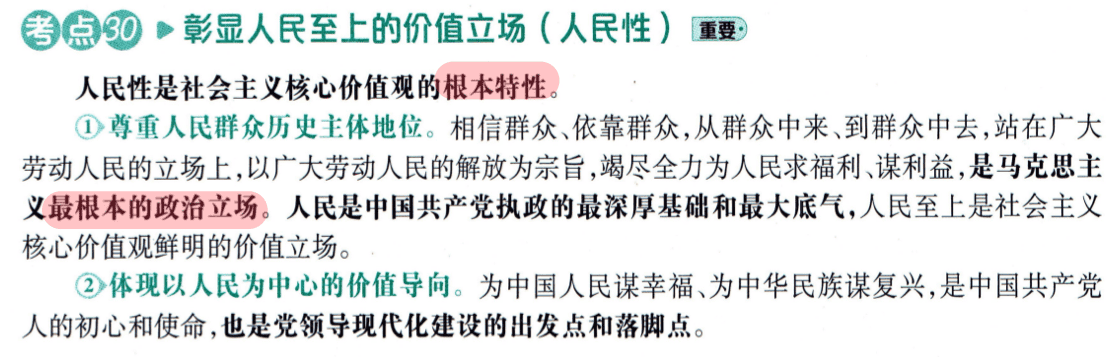 考点30 ▶ 彰显人民至上的价值立场（人民性） 重要
人民性是社会主义核心价值观的根本特性。
①尊重人民群众历史主体地位。相信群众、依靠群众,从群众中来、到群众中去,站在广大
劳动人民的立场上,以广大劳动人民的解放为宗旨,竭尽全力为人民求福利、谋利益,是马克思主
义最根本的政治立场。人民是中国共产党执政的最深厚基础和最大底气,人民至上是社会主义
核心价值观鲜明的价值立场。
②体现以人民为中心的价值导向。为中国人民谋幸福、为中华民族谋复兴,是中国共产党
人的初心和使命,也是党领导现代化建设的出发点和落脚点。